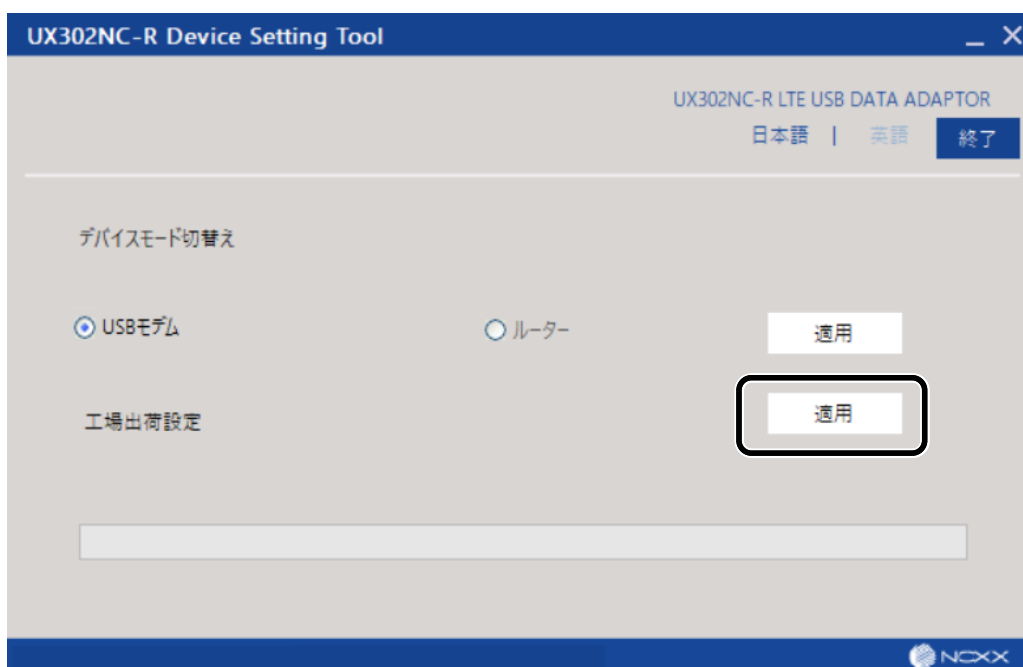 UX302NC-R Device Setting Tool
UX302NC-R LTE USB DATA ADAPTOR
日本語 | 英語 終了
デバイスモード切替え
USBモデム ルーター 適用
工場出荷設定 適用
NCXX